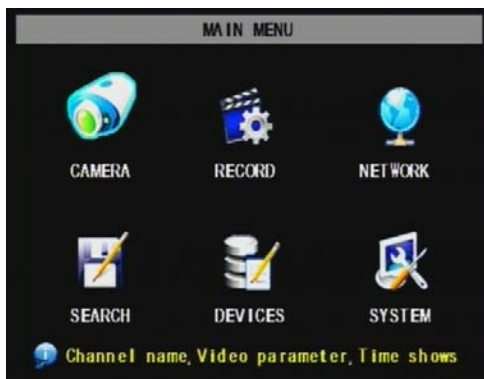 MAIN MENU
CAMERA RECORD NETWORK
SEARCH DEVICES SYSTEM
Channel name, Video parameter, Time shows